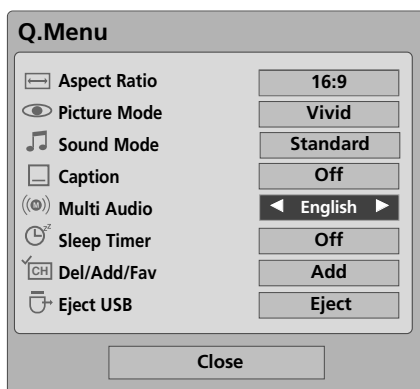 Q.Menu
Aspect Ratio 16:9
Picture Mode Vivid
Sound Mode Standard
Caption Off
M Multi Audio ◀ English ▶
zz Sleep Timer Off
CH Del/Add/Fav Add
Eject USB Eject
Close